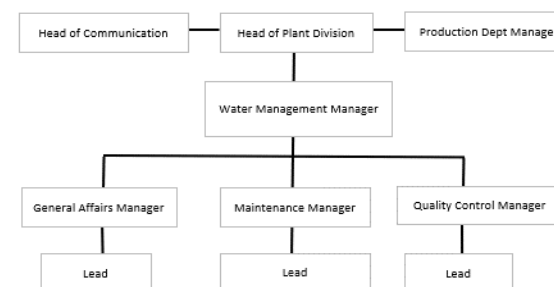 Head of Communication
Head of Plant Division
Production Dept Manage
Water Management Manager
General Affairs Manager
Maintenance Manager
Quality Control Manager
Lead
Lead
Lead